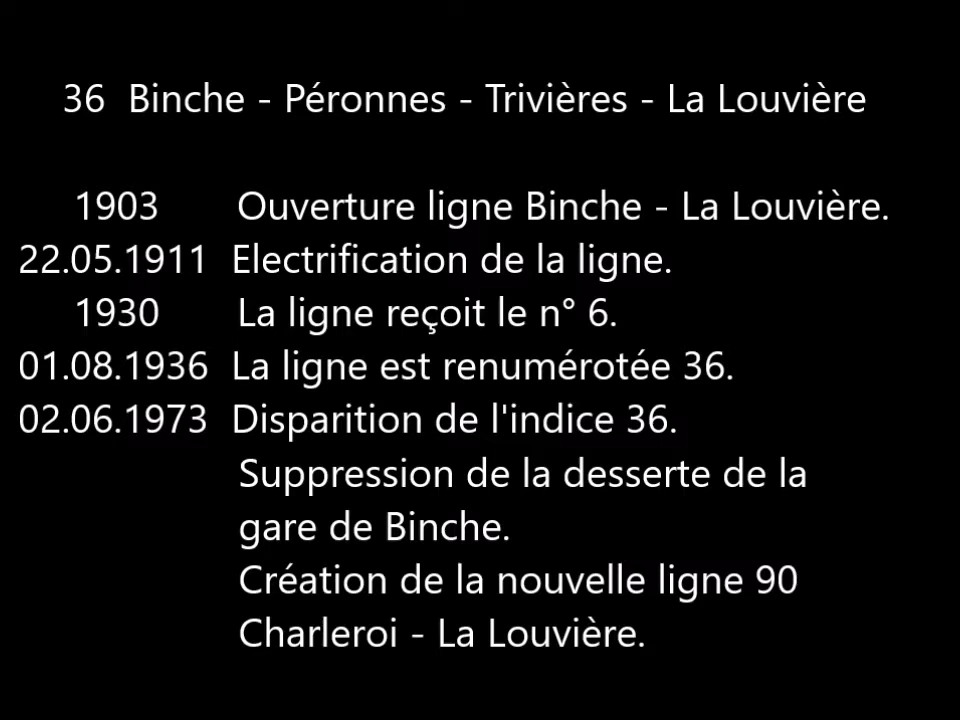 36 Binche - Péronnes - Trivières - La Louvière
1903 Ouverture ligne Binche - La Louvière.
22.05.1911 Electrification de la ligne.
1930 La ligne reçoit le n° 6.
01.08.1936 La ligne est renumérotée 36.
02.06.1973 Disparition de l'indice 36.
Suppression de la desserte de la
gare de Binche.
Création de la nouvelle ligne 90
Charleroi - La Louvière.